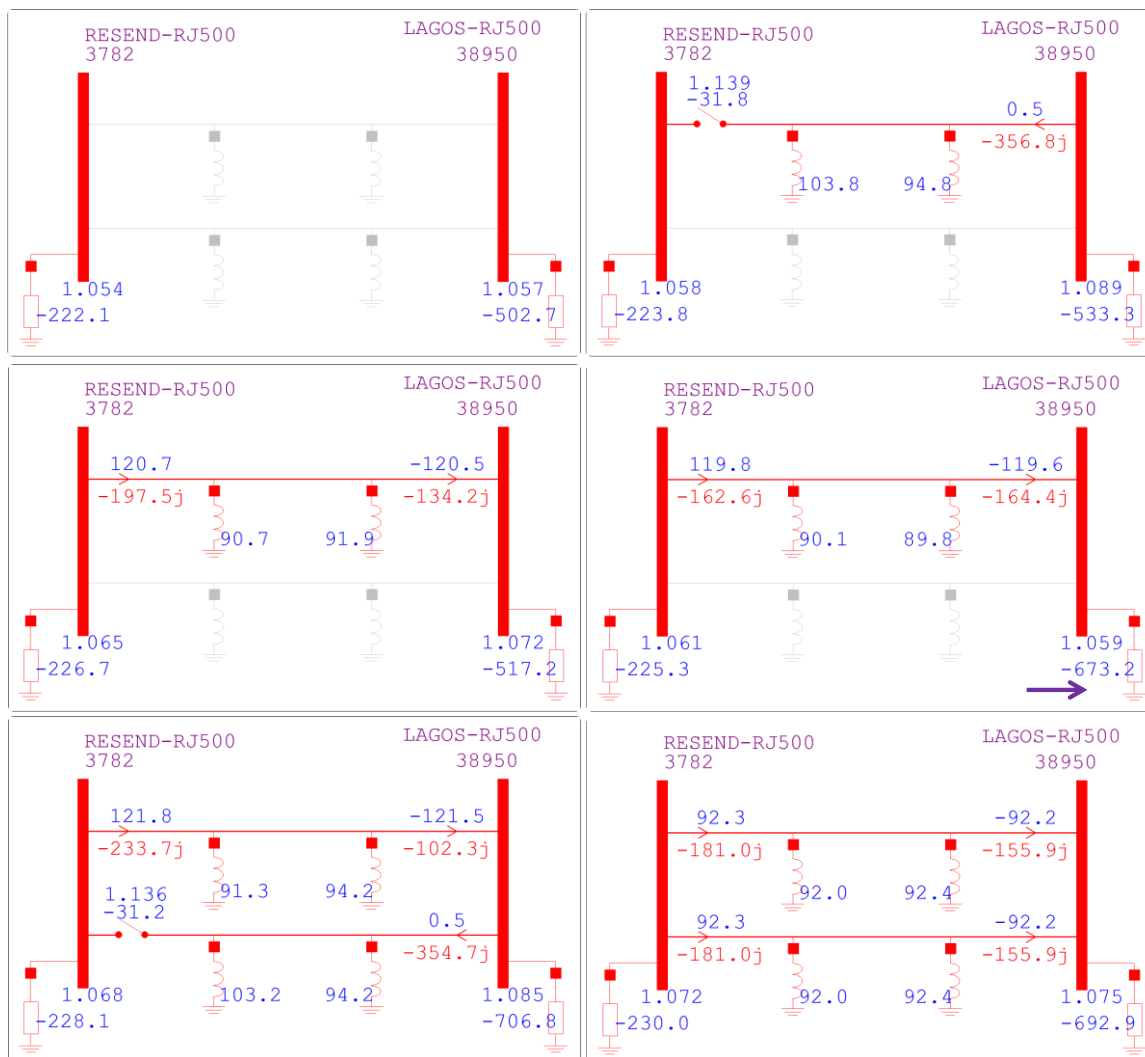 RESEND-RJ500
3782
LAGOS-RJ500
38950
1.054
-222.1
1.057
-502.7
RESEND-RJ500
3782
LAGOS-RJ500
38950
1.139
-31.8
0.5
-356.8j
103.8
94.8
1.058
-223.8
1.089
-533.3
RESEND-RJ500
3782
LAGOS-RJ500
38950
120.7
-120.5
-197.5j
-134.2j
90.7
91.9
1.065
-226.7
1.072
-517.2
RESEND-RJ500
3782
LAGOS-RJ500
38950
119.8
-119.6
-162.6j
-164.4j
90.1
89.8
1.061
-225.3
1.059
-673.2
RESEND-RJ500
3782
LAGOS-RJ500
38950
121.8
-121.5
-233.7j
-102.3j
91.3
94.2
1.136
-31.2
0.5
-354.7j
103.2
94.2
1.068
-228.1
1.085
-706.8
RESEND-RJ500
3782
LAGOS-RJ500
38950
92.3
-92.2
-181.0j
-155.9j
92.0
92.4
92.3
-92.2
-181.0j
-155.9j
92.0
92.4
1.072
-230.0
1.075
-692.9